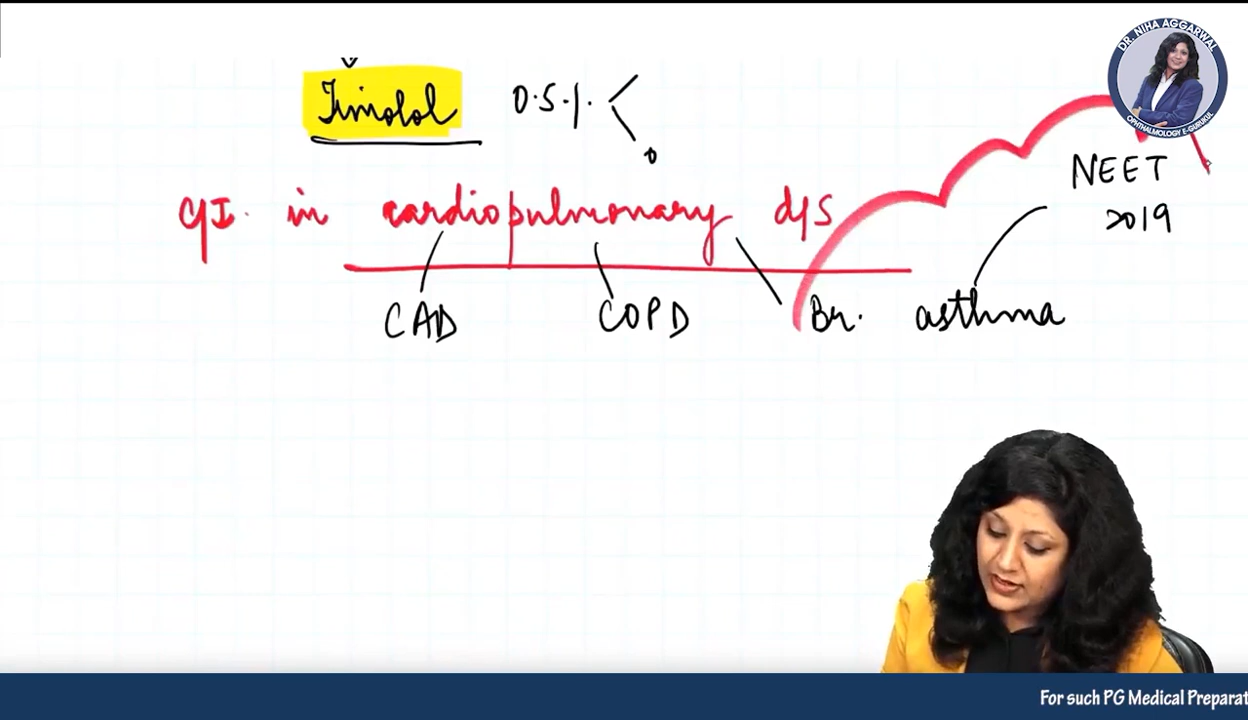 DR. NIHA AGGARWAL
OPHTHALMOLOGY E-GURUKUL
Timolol 0.5%
CI. in cardiopulmonary d/s
NEET
2019
CAD COPD Br. asthma
For such PG Medical Preparat